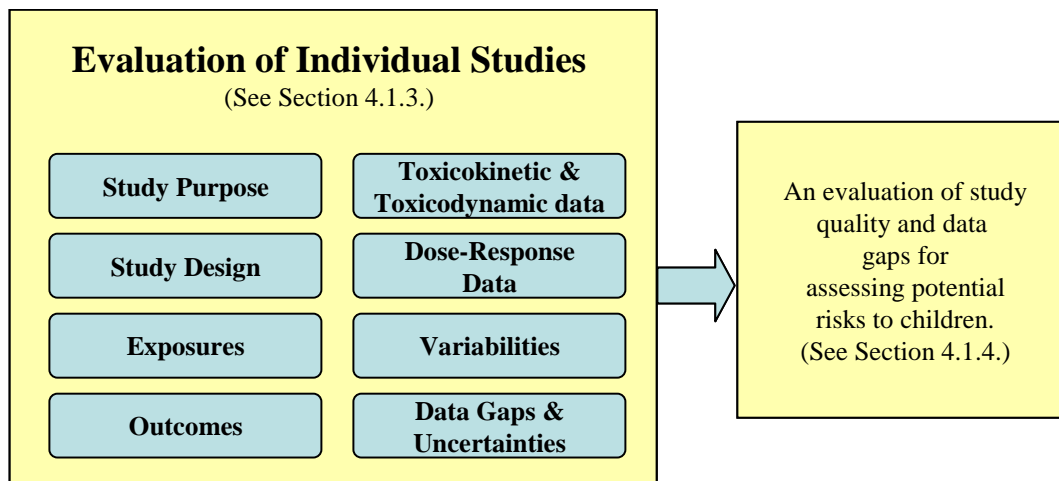 Evaluation of Individual Studies
(See Section 4.1.3.)
Study Purpose
Toxicokinetic &
Toxicodynamic data
Study Design
Dose-Response
Data
Exposures
Variabilities
Outcomes
Data Gaps &
Uncertainties
An evaluation of study
quality and data
gaps for
assessing potential
risks to children.
(See Section 4.1.4.)